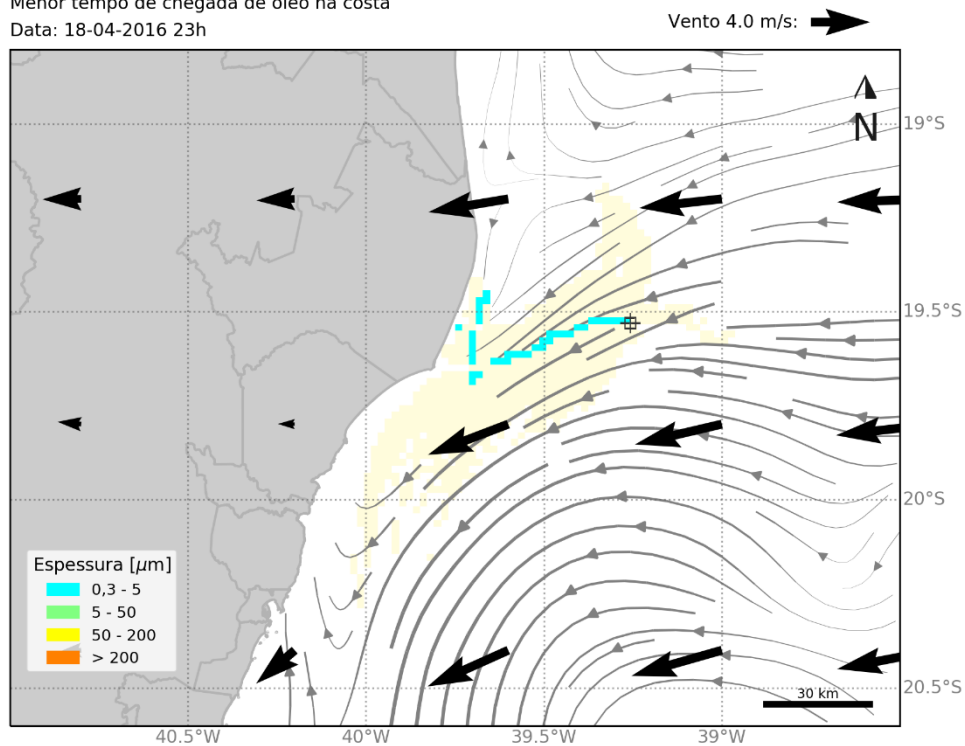 Menor tempo de chegada de óleo na costa
Data: 18-04-2016 23h
Vento 4.0 m/s:
N
19°S
19.5°S
20°S
20.5°S
Espessura [μm]
0,3 - 5
5 - 50
50 - 200
> 200
30 km
40.5°W
40°W
39.5°W
39°W